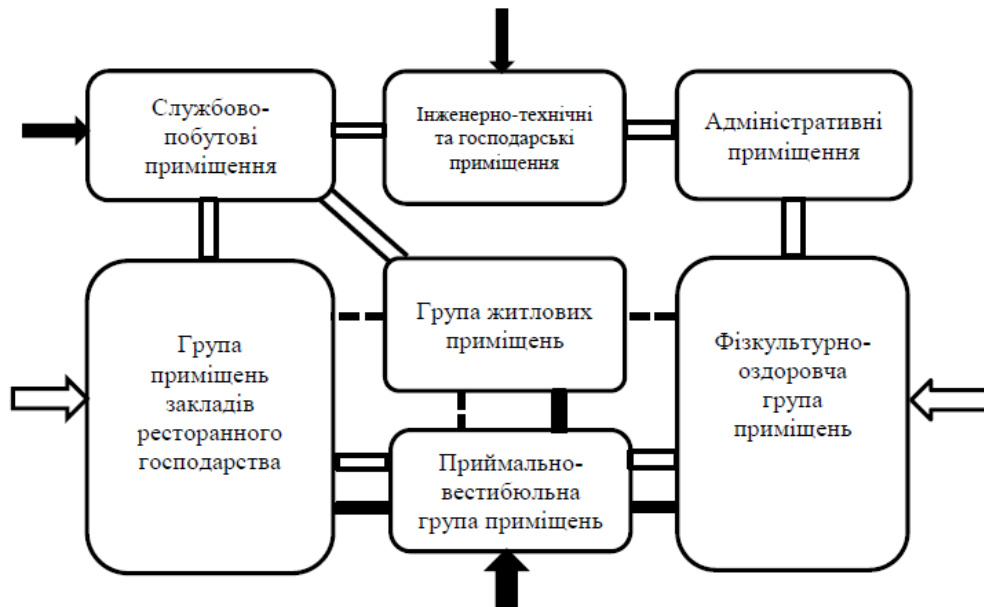 Службово-
побутові
приміщення
Інженерно-технічні
та господарські
приміщення
Адміністративні
приміщення
Група
приміщень
закладів
ресторанного
господарства
Група житлових
приміщень
Фізкультурно-
оздоровча
група
приміщень
Приймально-
вестибюльна
група приміщень